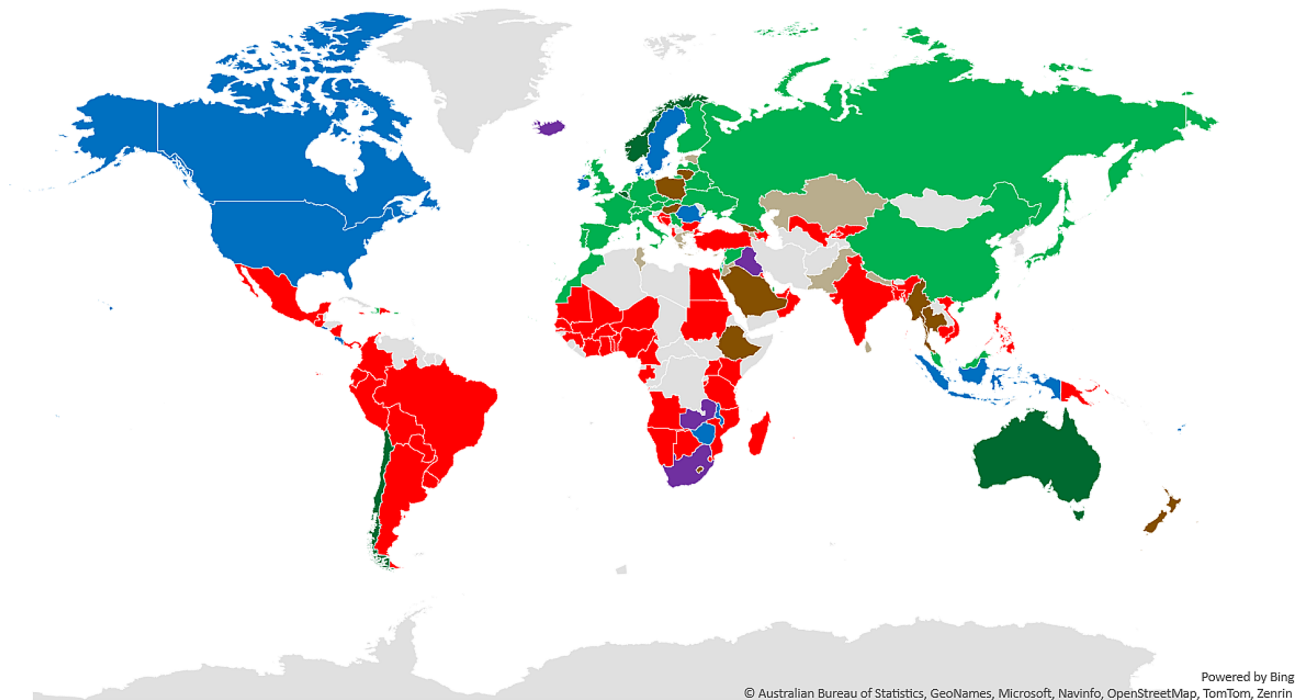 Powered by Bing
© Australian Bureau of Statistics, GeoNames, Microsoft, Navinfo, OpenStreetMap, TomTom, Zenrin